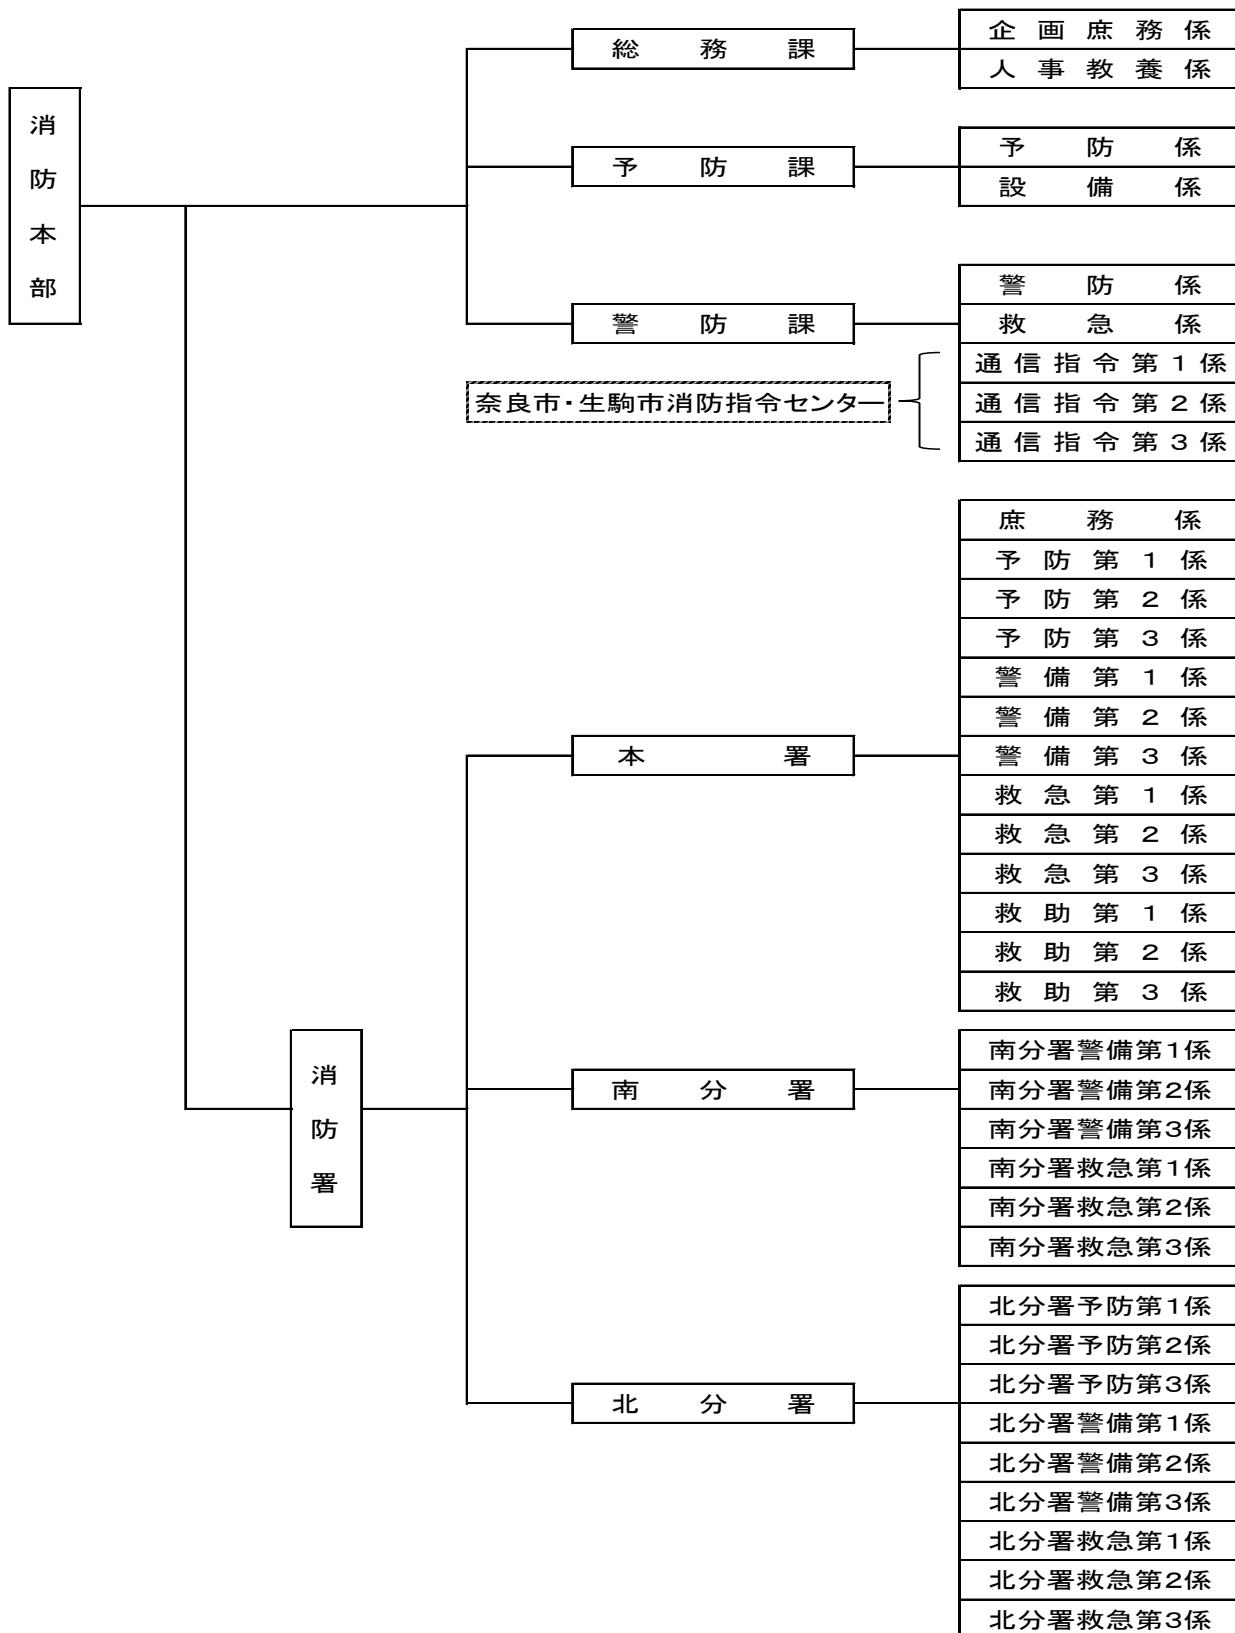 消防本部
総務課
企画庶務係
人事教養係
予防課
予防係
設備係
警防課
警防係
救急係
奈良市・生駒市消防指令センター
通信指令第1係
通信指令第2係
通信指令第3係
消防署
本署
庶務係
予防第1係
予防第2係
予防第3係
警備第1係
警備第2係
警備第3係
救急第1係
救急第2係
救急第3係
救助第1係
救助第2係
救助第3係
南分署
南分署警備第1係
南分署警備第2係
南分署警備第3係
南分署救急第1係
南分署救急第2係
南分署救急第3係
北分署
北分署予防第1係
北分署予防第2係
北分署予防第3係
北分署警備第1係
北分署警備第2係
北分署警備第3係
北分署救急第1係
北分署救急第2係
北分署救急第3係